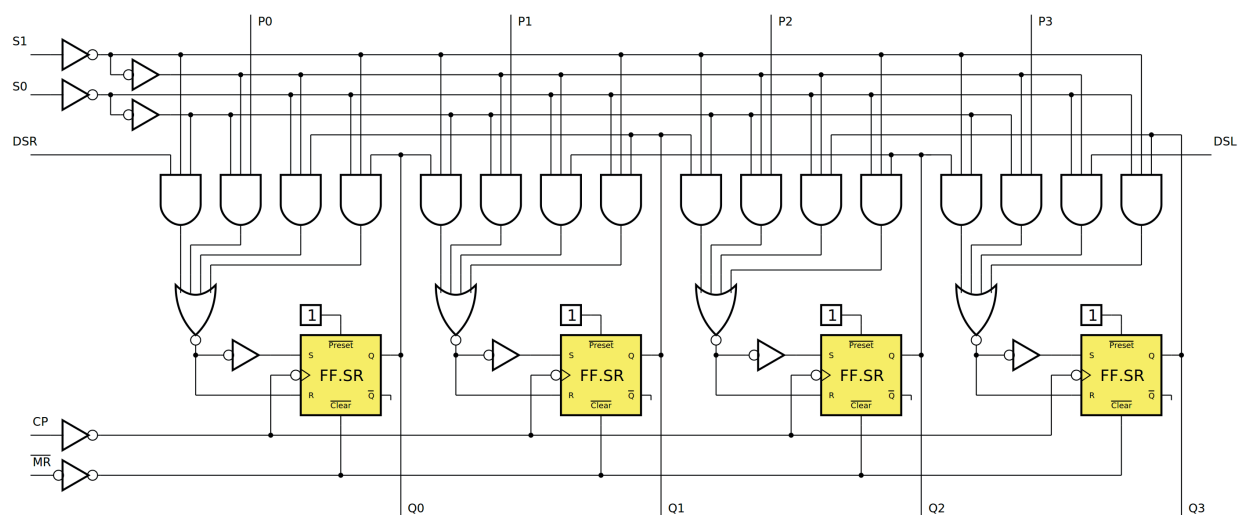 P0 P1 P2 P3
S1
S0
DSR DSL
1 1 1 1
Preset Preset Preset Preset
S Q S Q S Q S Q
FF.SR FF.SR FF.SR FF.SR
R Q̅ R Q̅ R Q̅ R Q̅
Clear Clear Clear Clear
CP
MR
Q0 Q1 Q2 Q3